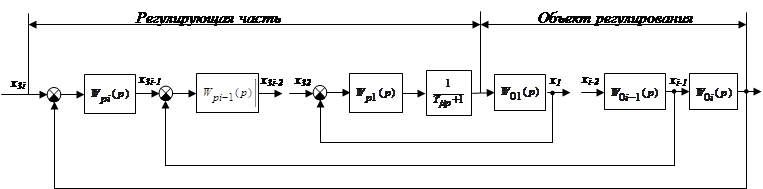 Регулирующая часть Объект регулирования
x3i x3i-1 x3i-2 x32 x1 xi-2 xi-1
Wpi(p) Wpi−1(p) Wp1(p) 1 W01(p) W0i−1(p) W0i(p)
Tμp+1